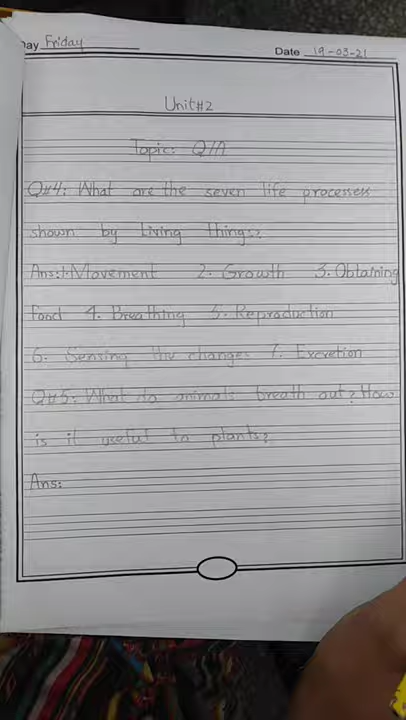 ay Friday Date 19-03-21
Unit#2
Topic: Q/A
Q#4: What are the seven life processes
shown by living things?
Ans:1.Movement 2. Growth 3. Obtaining
food 4. Breathing 5. Reproduction
6. Sensing the changes 7. Excretion
Q#5: What do animals breath out? How
is it useful to plants?
Ans: